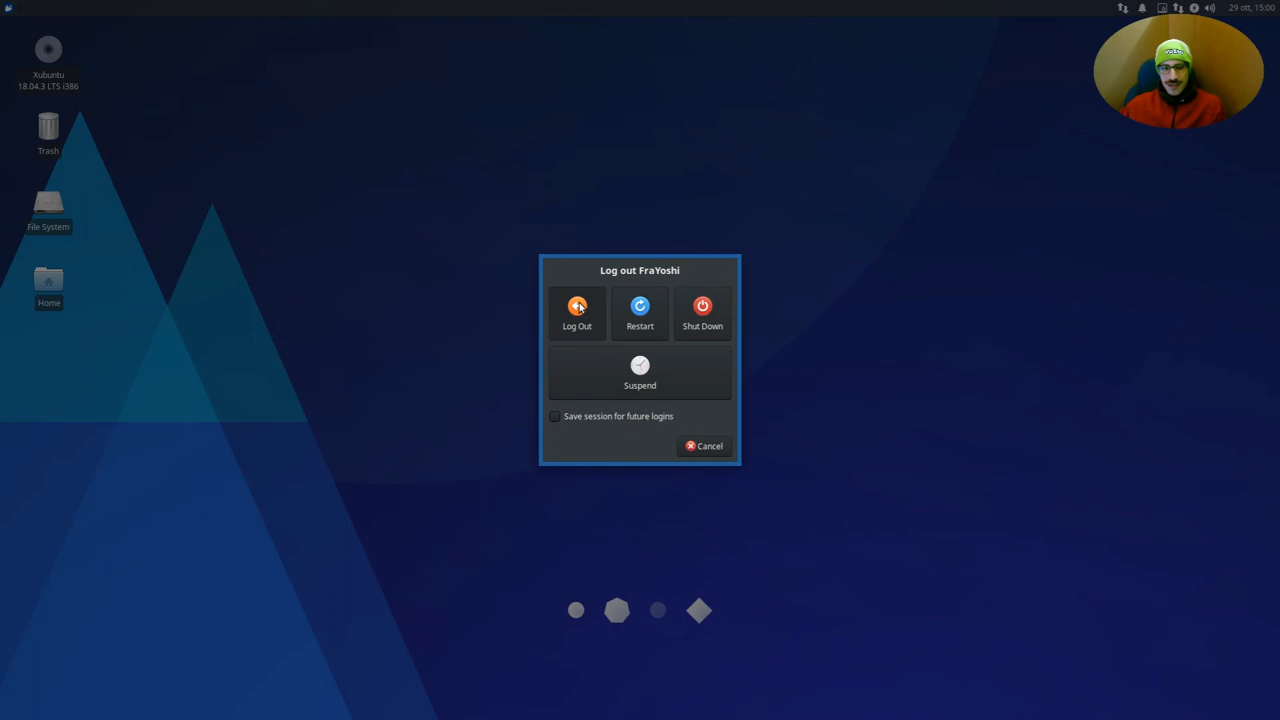 29 ott, 15:00
Xubuntu
18.04.3 LTS i386
Trash
File System
Home
Log out FraYoshi
Log Out
Restart
Shut Down
Suspend
Save session for future logins
Cancel